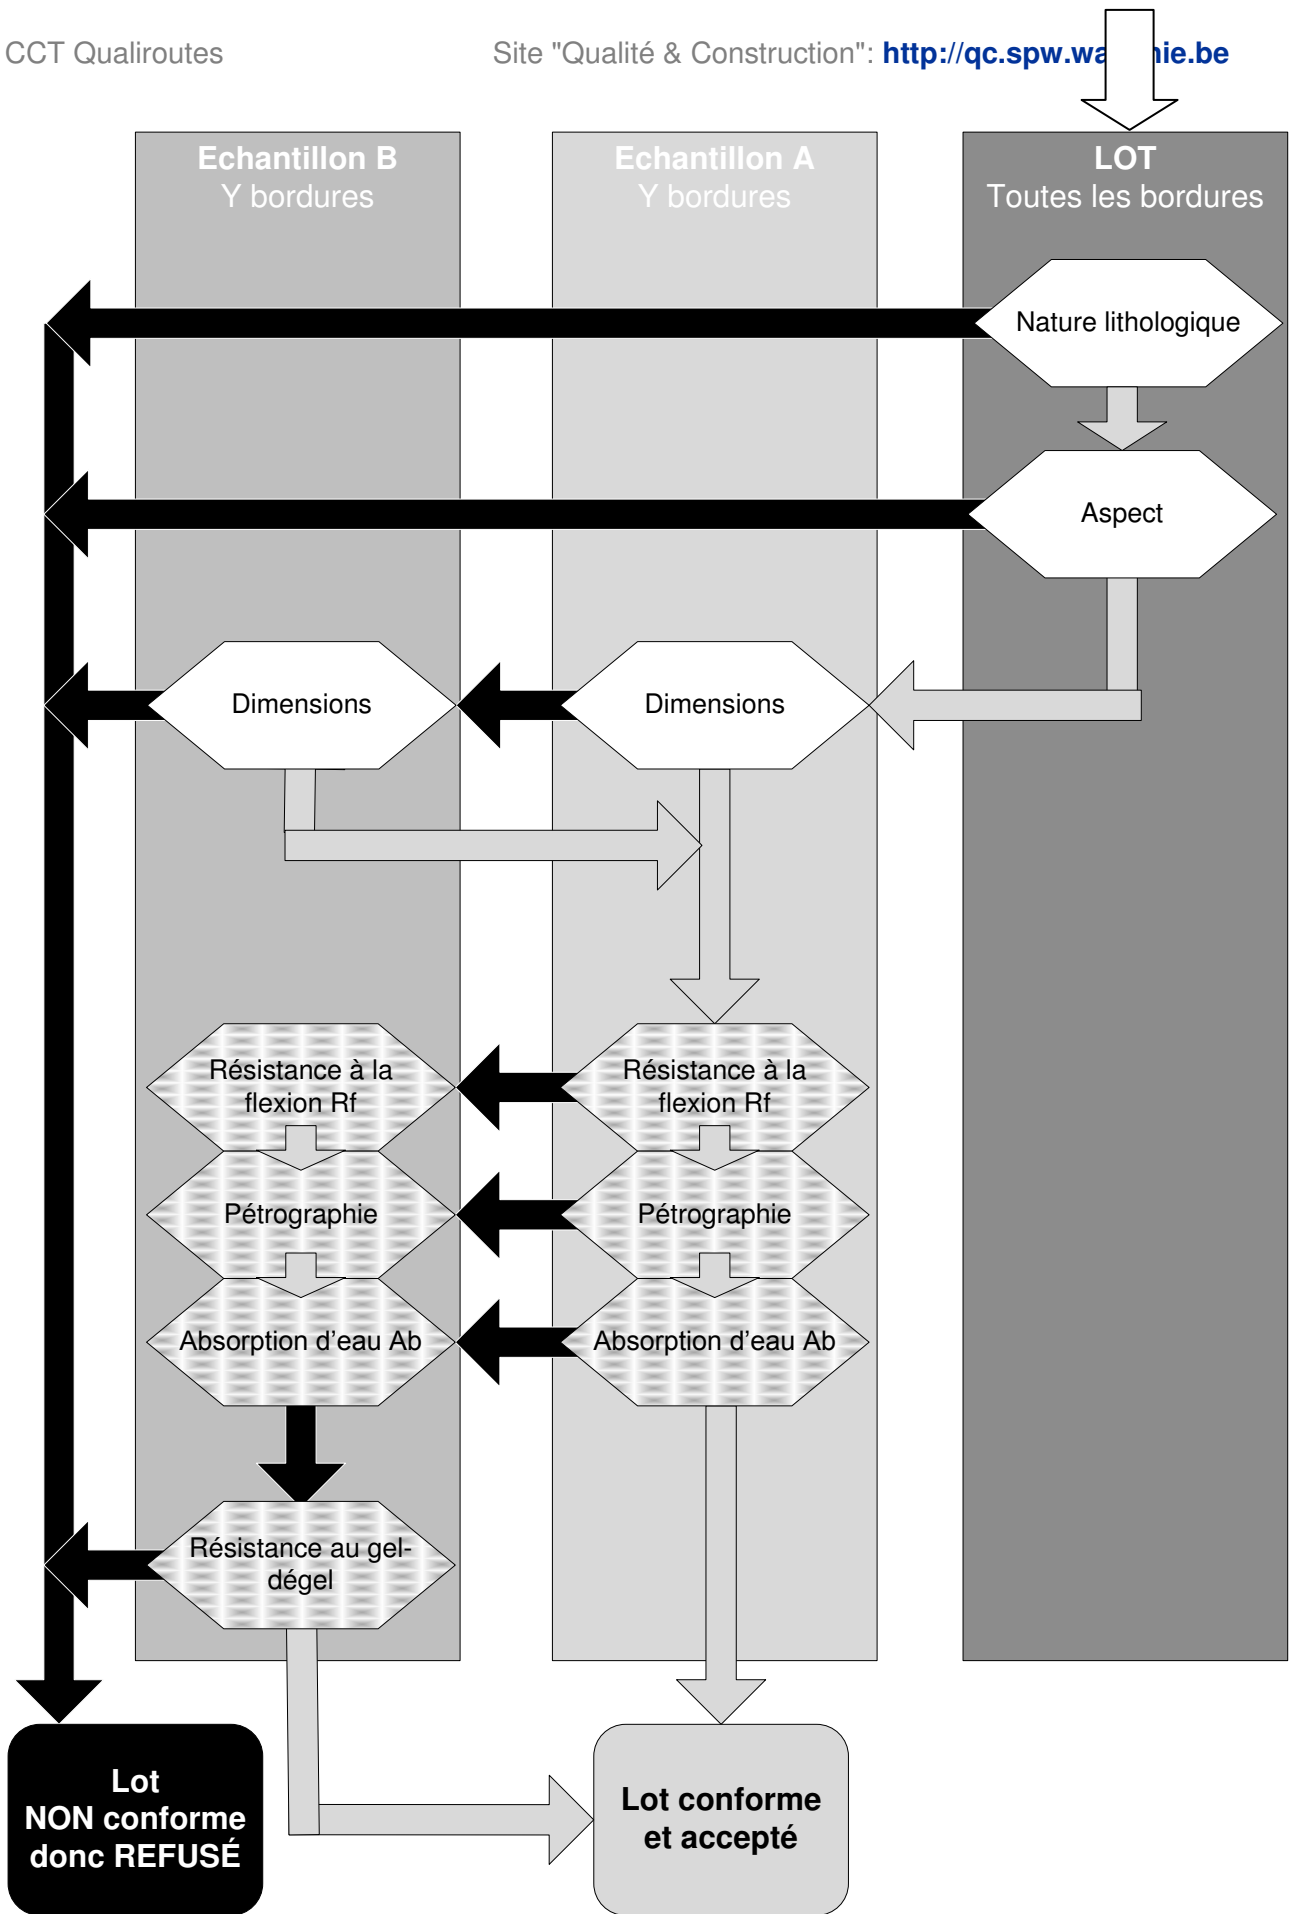 CCT Qualiroutes
Site "Qualité & Construction": http://qc.spw.wa nie.be
Echantillon B
Y bordures
Echantillon A
Y bordures
LOT
Toutes les bordures
Nature lithologique
Aspect
Dimensions
Dimensions
Résistance à la
flexion Rf
Résistance à la
flexion Rf
Pétrographie
Pétrographie
Absorption d'eau Ab
Absorption d'eau Ab
Résistance au gel-
dégel
Lot
NON conforme
donc REFUSÉ
Lot conforme
et accepté